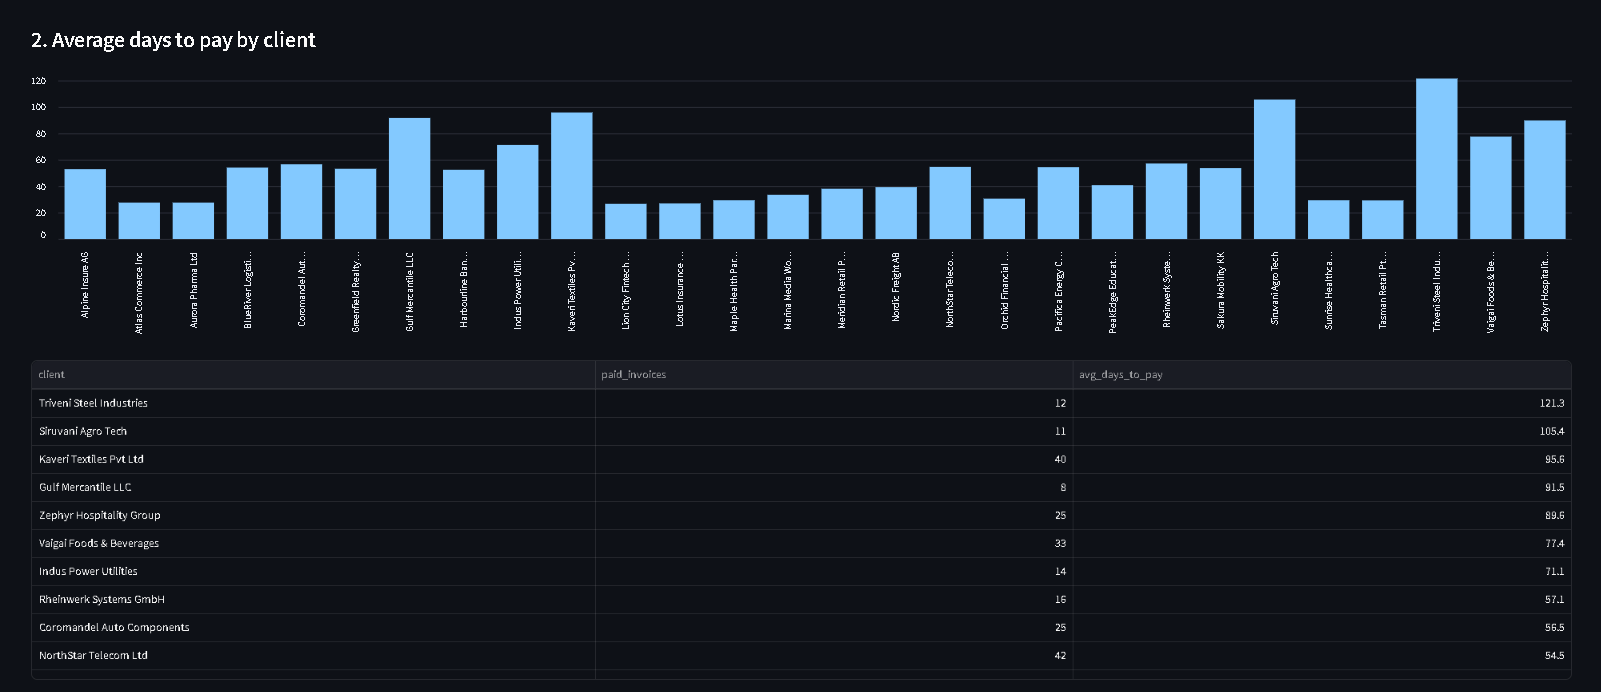 2. Average days to pay by client
120
100
80
60
40
20
0
Alpine Insure AG
Atlas Commerce Inc
Aurora Pharma Ltd
BlueRiver Logisti…
Coromandel Aut…
Greenfield Realty…
Gulf Mercantile LLC
Harbourline Ban…
Indus Power Utili…
Kaveri Textiles Pv…
Lion City Fintech…
Lotus Insurance…
Maple Health Par…
Marina Media Wo…
Meridian Retail P…
Nordic Freight AB
NorthStar Teleco…
Orchid Financial …
Pacifica Energy C…
PeakEdge Educat…
Rheinwerk Syste…
Sakura Mobility KK
Siruvani Agro Tech
Sunrise Healthca…
Tasman Retail Pt…
Triveni Steel Indu…
Vaigai Foods & Be…
Zephyr Hospitalit…
client paid_invoices avg_days_to_pay
Triveni Steel Industries 12 121.3
Siruvani Agro Tech 11 105.4
Kaveri Textiles Pvt Ltd 40 95.6
Gulf Mercantile LLC 8 91.5
Zephyr Hospitality Group 25 89.6
Vaigai Foods & Beverages 33 77.4
Indus Power Utilities 14 71.1
Rheinwerk Systems GmbH 16 57.1
Coromandel Auto Components 25 56.5
NorthStar Telecom Ltd 42 54.5